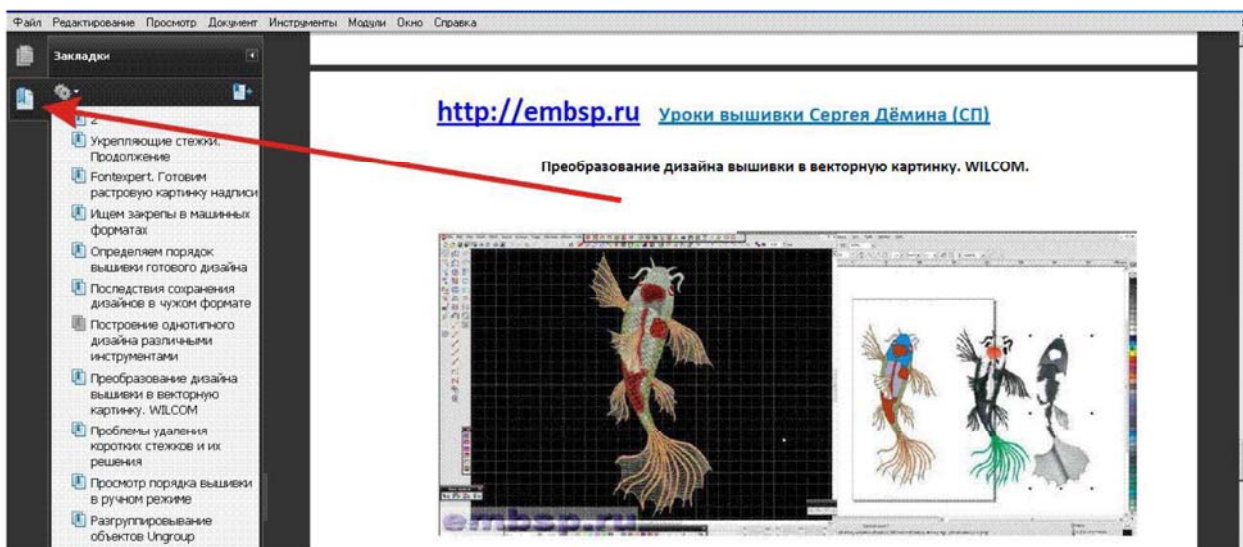 Файл Редактирование Просмотр Документ Инструменты Модули Окно Справка
Закладки
2
Укрепляющие стежки.
Продолжение
Fontexpert. Готовим
растровую картинку надписи
Ищем закрепы в машинных
форматах
Определяем порядок
вышивки готового дизайна
Последствия сохранения
дизайнов в чужом формате
Построение однотипного
дизайна различными
инструментами
Преобразование дизайна
вышивки в векторную
картинку. WILCOM
Проблемы удаления
коротких стежков и их
решения
Просмотр порядка вышивки
в ручном режиме
Разгруппировывание
объектов Ungroup
http://embsp.ru Уроки вышивки Сергея Дёмина (СП)
Преобразование дизайна вышивки в векторную картинку. WILCOM.
embsp.ru